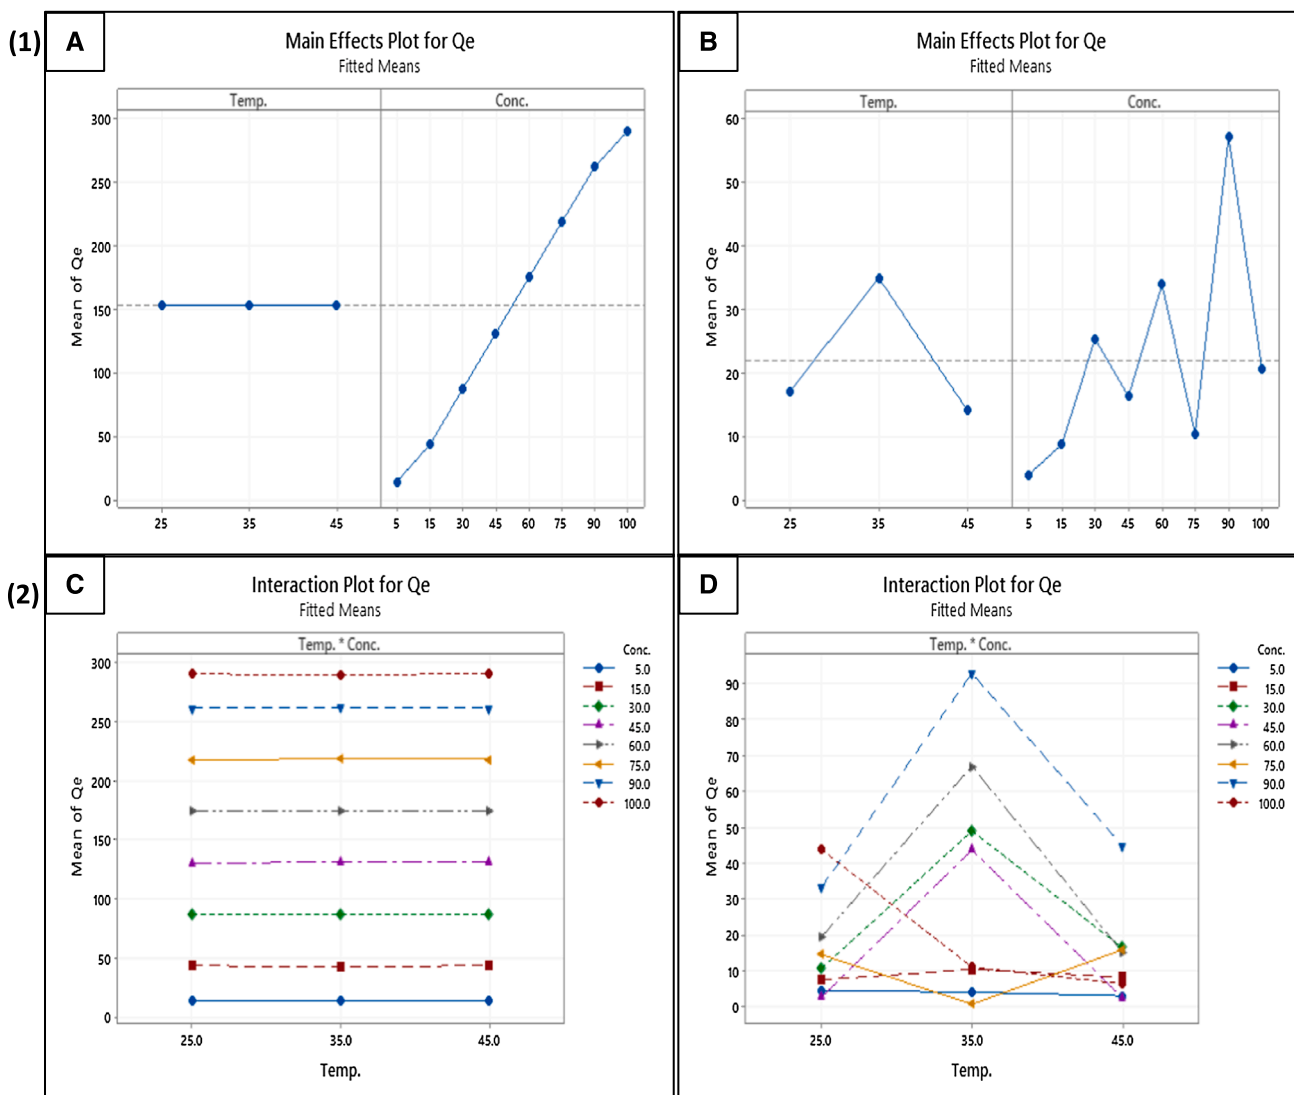 (1)
A
Main Effects Plot for Qe
Fitted Means
Temp. Conc.
300
250
200
150
100
50
0
Mean of Qe
25 35 45 5 15 30 45 60 75 90 100
B
Main Effects Plot for Qe
Fitted Means
Temp. Conc.
60
50
40
30
20
10
0
Mean of Qe
25 35 45 5 15 30 45 60 75 90 100
(2)
C
Interaction Plot for Qe
Fitted Means
Temp. * Conc.
300
250
200
150
100
50
0
Mean of Qe
25.0 35.0 45.0
Temp.
Conc.
5.0
15.0
30.0
45.0
60.0
75.0
90.0
100.0
D
Interaction Plot for Qe
Fitted Means
Temp. * Conc.
90
80
70
60
50
40
30
20
10
0
Mean of Qe
25.0 35.0 45.0
Temp.
Conc.
5.0
15.0
30.0
45.0
60.0
75.0
90.0
100.0